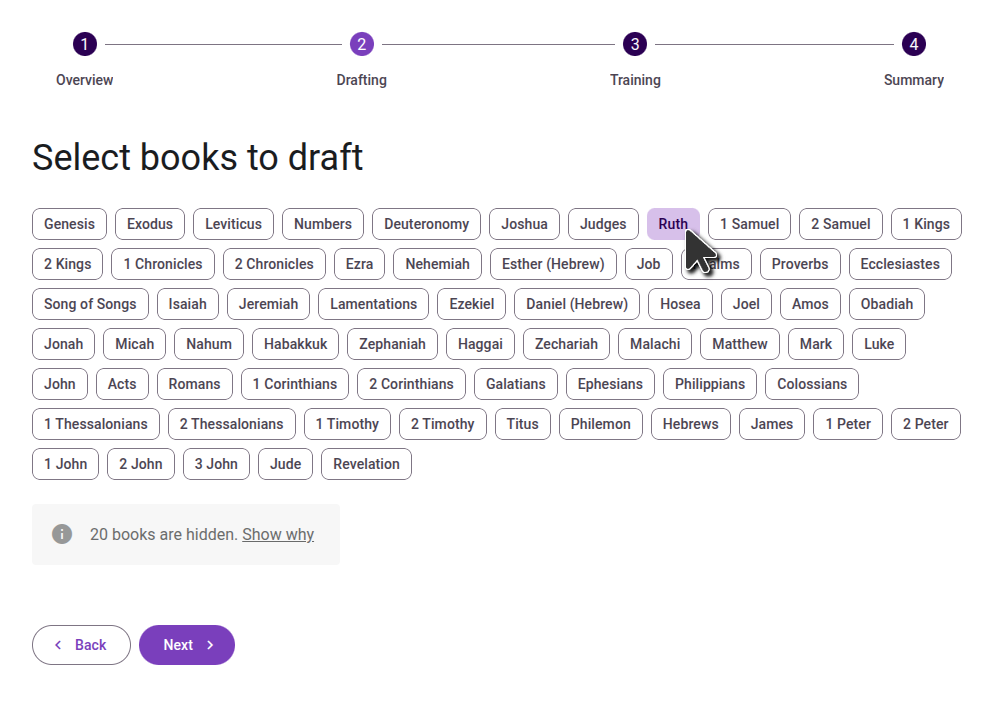 1 2 3 4
Overview Drafting Training Summary
Select books to draft
Genesis Exodus Leviticus Numbers Deuteronomy Joshua Judges Ruth 1 Samuel 2 Samuel 1 Kings
2 Kings 1 Chronicles 2 Chronicles Ezra Nehemiah Esther (Hebrew) Job Proverbs Ecclesiastes
Song of Songs Isaiah Jeremiah Lamentations Ezekiel Daniel (Hebrew) Hosea Joel Amos Obadiah
Jonah Micah Nahum Habakkuk Zephaniah Haggai Zechariah Malachi Matthew Mark Luke
John Acts Romans 1 Corinthians 2 Corinthians Galatians Ephesians Philippians Colossians
1 Thessalonians 2 Thessalonians 1 Timothy 2 Timothy Titus Philemon Hebrews James 1 Peter 2 Peter
1 John 2 John 3 John Jude Revelation
20 books are hidden. Show why
Back Next